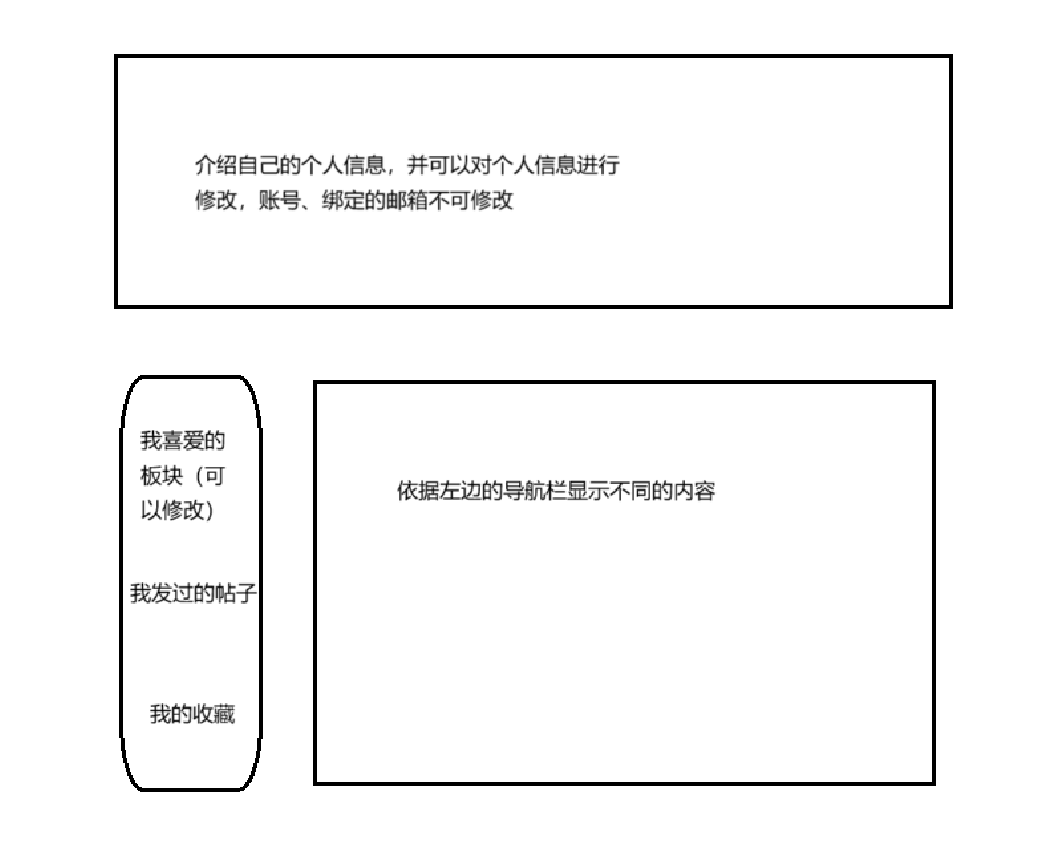 介绍自己的个人信息，并可以对个人信息进行
修改，账号、绑定的邮箱不可修改
我喜爱的
板块（可
以修改）
我发过的帖子
我的收藏
依据左边的导航栏显示不同的内容